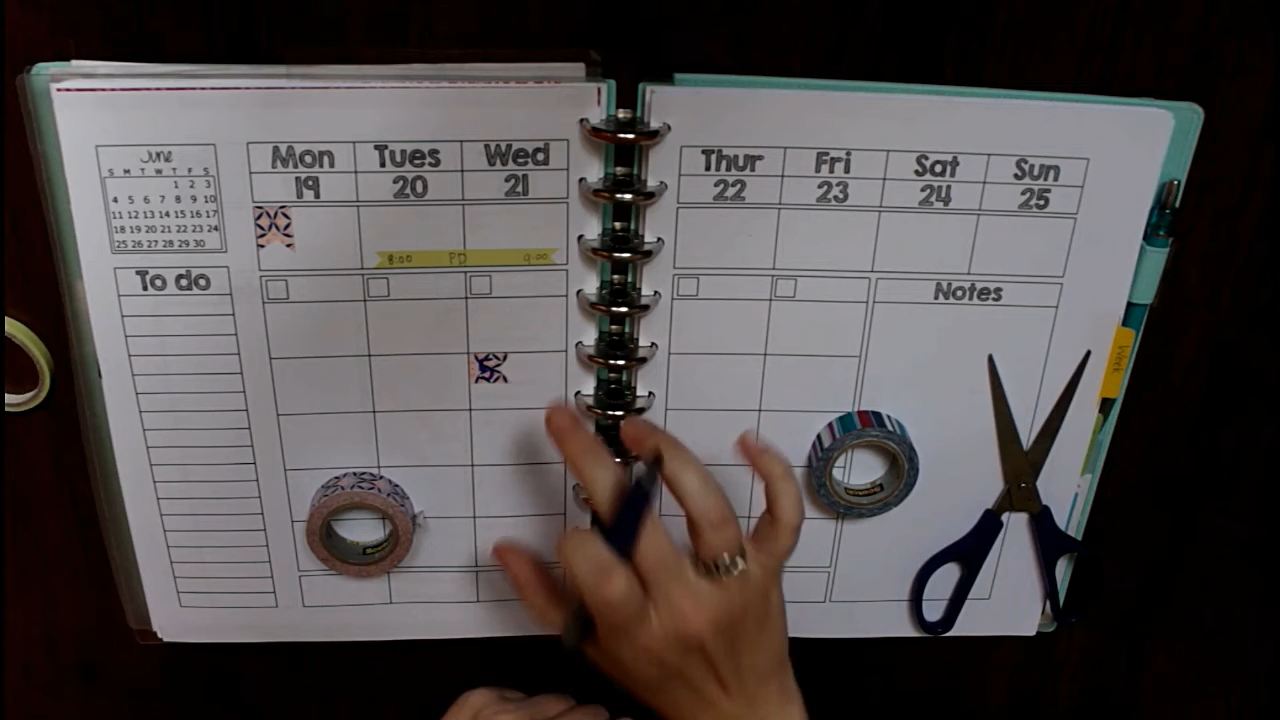 June
S M T W T F S
1 2 3
4 5 6 7 8 9 10
11 12 13 14 15 16 17
18 19 20 21 22 23 24
25 26 27 28 29 30
To do
Mon Tues Wed
19 20 21
8:00 PD 9:00
Thur Fri Sat Sun
22 23 24 25
Notes
Week
Scotch